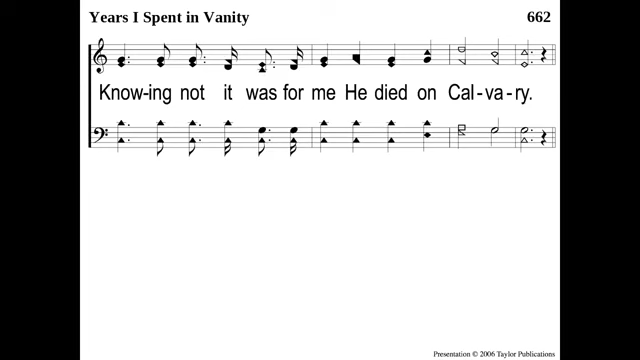 Years I Spent in Vanity 662
Know-ing not it was for me He died on Cal-va-ry.
Presentation © 2006 Taylor Publications